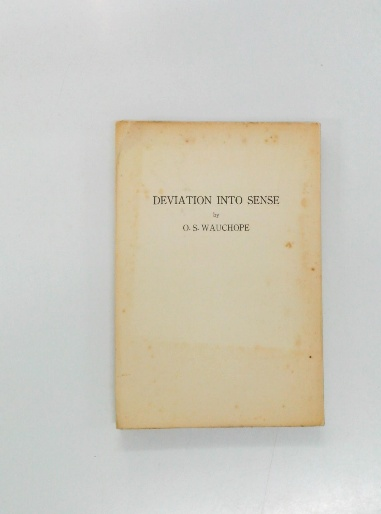 DEVIATION INTO SENSE
by
O. S. WAUCHOPE